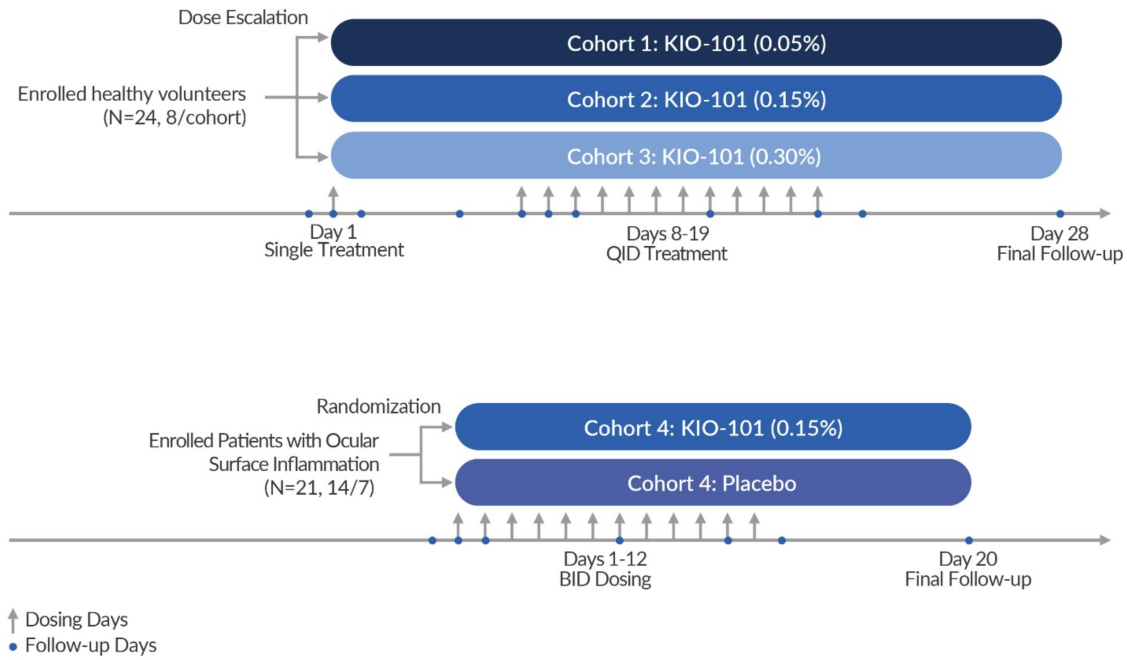 Dose Escalation
Cohort 1: KIO-101 (0.05%)
Enrolled healthy volunteers
(N=24, 8/cohort)
Cohort 2: KIO-101 (0.15%)
Cohort 3: KIO-101 (0.30%)
Day 1
Single Treatment
Days 8-19
QID Treatment
Day 28
Final Follow-up
Randomization
Cohort 4: KIO-101 (0.15%)
Enrolled Patients with Ocular
Surface Inflammation
(N=21, 14/7)
Cohort 4: Placebo
Days 1-12
BID Dosing
Day 20
Final Follow-up
Dosing Days
Follow-up Days